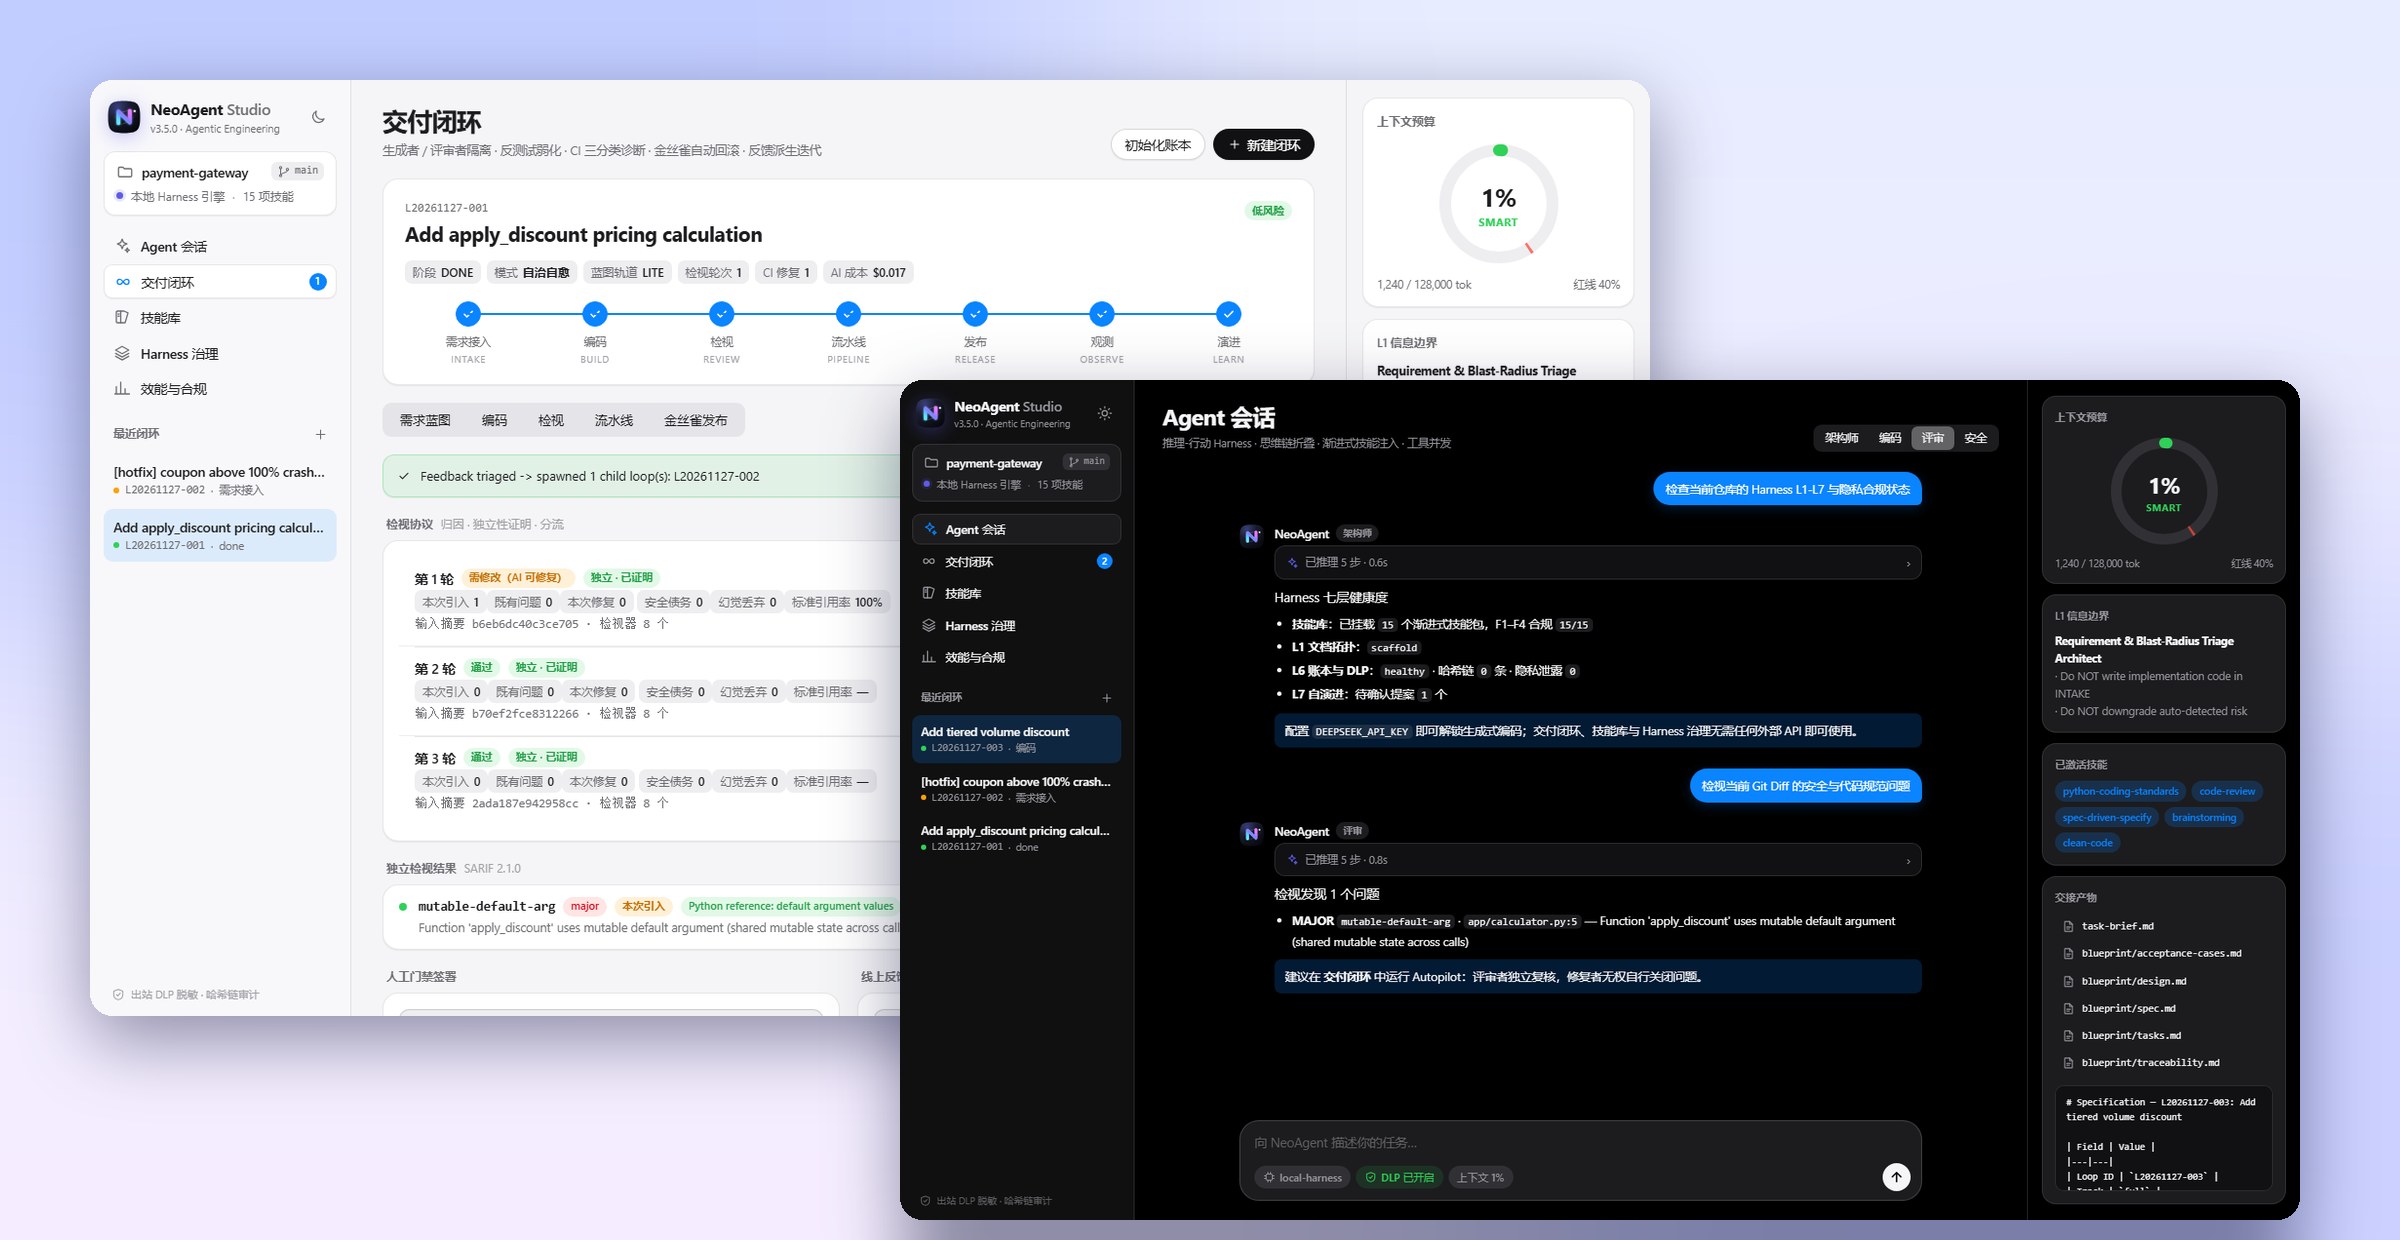 NeoAgent Studio
v3.5.0 · Agentic Engineering
payment-gateway
main
本地 Harness 引擎 · 15 项技能
Agent 会话
交付闭环
1
技能库
Harness 治理
效能与合规
最近闭环
[hotfix] coupon above 100% crash...
L20261127-002 · 需求接入
Add apply_discount pricing calcul...
L20261127-001 · done
出站 DLP 脱敏 · 哈希链审计
交付闭环
生成者 / 评审者隔离 · 反测试弱化 · CI 三分类诊断 · 金丝雀自动回滚 · 反馈派生迭代
初始化账本
+ 新建闭环
L20261127-001
低风险
Add apply_discount pricing calculation
阶段 DONE 模式 自治自愈 蓝图轨道 LITE 检视轮次 1 CI 修复 1 AI 成本 $0.017
需求接入 编码 检视 流水线 发布 观测 演进
INTAKE BUILD REVIEW PIPELINE RELEASE OBSERVE LEARN
需求蓝图 编码 检视 流水线 金丝雀发布
Feedback triaged -> spawned 1 child loop(s): L20261127-002
检视协议 归因 · 独立性证明 · 分流
第 1 轮 需修改（AI 可修复） 独立 · 已证明
本次引入 1 既有问题 0 本次修复 0 安全债务 0 幻觉丢弃 0 标准引用率 100%
输入摘要 b6eb6dc40c3ce705 · 检视器 8 个
第 2 轮 通过 独立 · 已证明
本次引入 0 既有问题 0 本次修复 0 安全债务 0 幻觉丢弃 0 标准引用率 —
输入摘要 b70ef2fce8312266 · 检视器 8 个
第 3 轮 通过 独立 · 已证明
本次引入 0 既有问题 0 本次修复 0 安全债务 0 幻觉丢弃 0 标准引用率 —
输入摘要 2ada187e942958cc · 检视器 8 个
独立检视结果 SARIF 2.1.0
mutable-default-arg major 本次引入 Python reference: default argument values
Function 'apply_discount' uses mutable default argument (shared mutable state across call
人工门禁签署
线上反
上下文预算
1%
SMART
1,240 / 128,000 tok
红线 40%
L1 信息边界
Requirement & Blast-Radius Triage
NeoAgent Studio
v3.5.0 · Agentic Engineering
payment-gateway
main
本地 Harness 引擎 · 15 项技能
Agent 会话
交付闭环
2
技能库
Harness 治理
效能与合规
最近闭环
Add tiered volume discount
L20261127-003 · 编码
[hotfix] coupon above 100% crash...
L20261127-002 · 需求接入
Add apply_discount pricing calcul...
L20261127-001 · done
出站 DLP 脱敏 · 哈希链审计
Agent 会话
推理-行动 Harness · 思维链折叠 · 渐进式技能注入 · 工具并发
架构师 编码 评审 安全
检查当前仓库的 Harness L1-L7 与隐私合规状态
NeoAgent 架构师
已推理 5 步 · 0.6s
Harness 七层健康度
• 技能库：已挂载 15 个渐进式技能包，F1–F4 合规 15/15
• L1 文档拓扑：scaffold
• L6 账本与 DLP：healthy · 哈希链 0 条 · 隐私泄露 0
• L7 自演进：待确认提案 1 个
配置 DEEPSEEK_API_KEY 即可解锁生成式编码；交付闭环、技能库与 Harness 治理无需任何外部 API 即可使用。
检视当前 Git Diff 的安全与代码规范问题
NeoAgent 评审
已推理 5 步 · 0.8s
检视发现 1 个问题
• MAJOR mutable-default-arg · app/calculator.py:5 — Function 'apply_discount' uses mutable default argument
(shared mutable state across calls)
建议在 交付闭环 中运行 Autopilot：评审者独立复核，修复者无权自行关闭问题。
向 NeoAgent 描述你的任务...
local-harness DLP 已开启 上下文 1%
上下文预算
1%
SMART
1,240 / 128,000 tok
红线 40%
L1 信息边界
Requirement & Blast-Radius Triage
Architect
· Do NOT write implementation code in
INTAKE
· Do NOT downgrade auto-detected risk
已激活技能
python-coding-standards code-review
spec-driven-specify brainstorming
clean-code
交接产物
task-brief.md
blueprint/acceptance-cases.md
blueprint/design.md
blueprint/spec.md
blueprint/tasks.md
blueprint/traceability.md
# Specification — L20261127-003: Add
tiered volume discount
| Field | Value |
|---|---|
| Loop ID | `L20261127-003` |